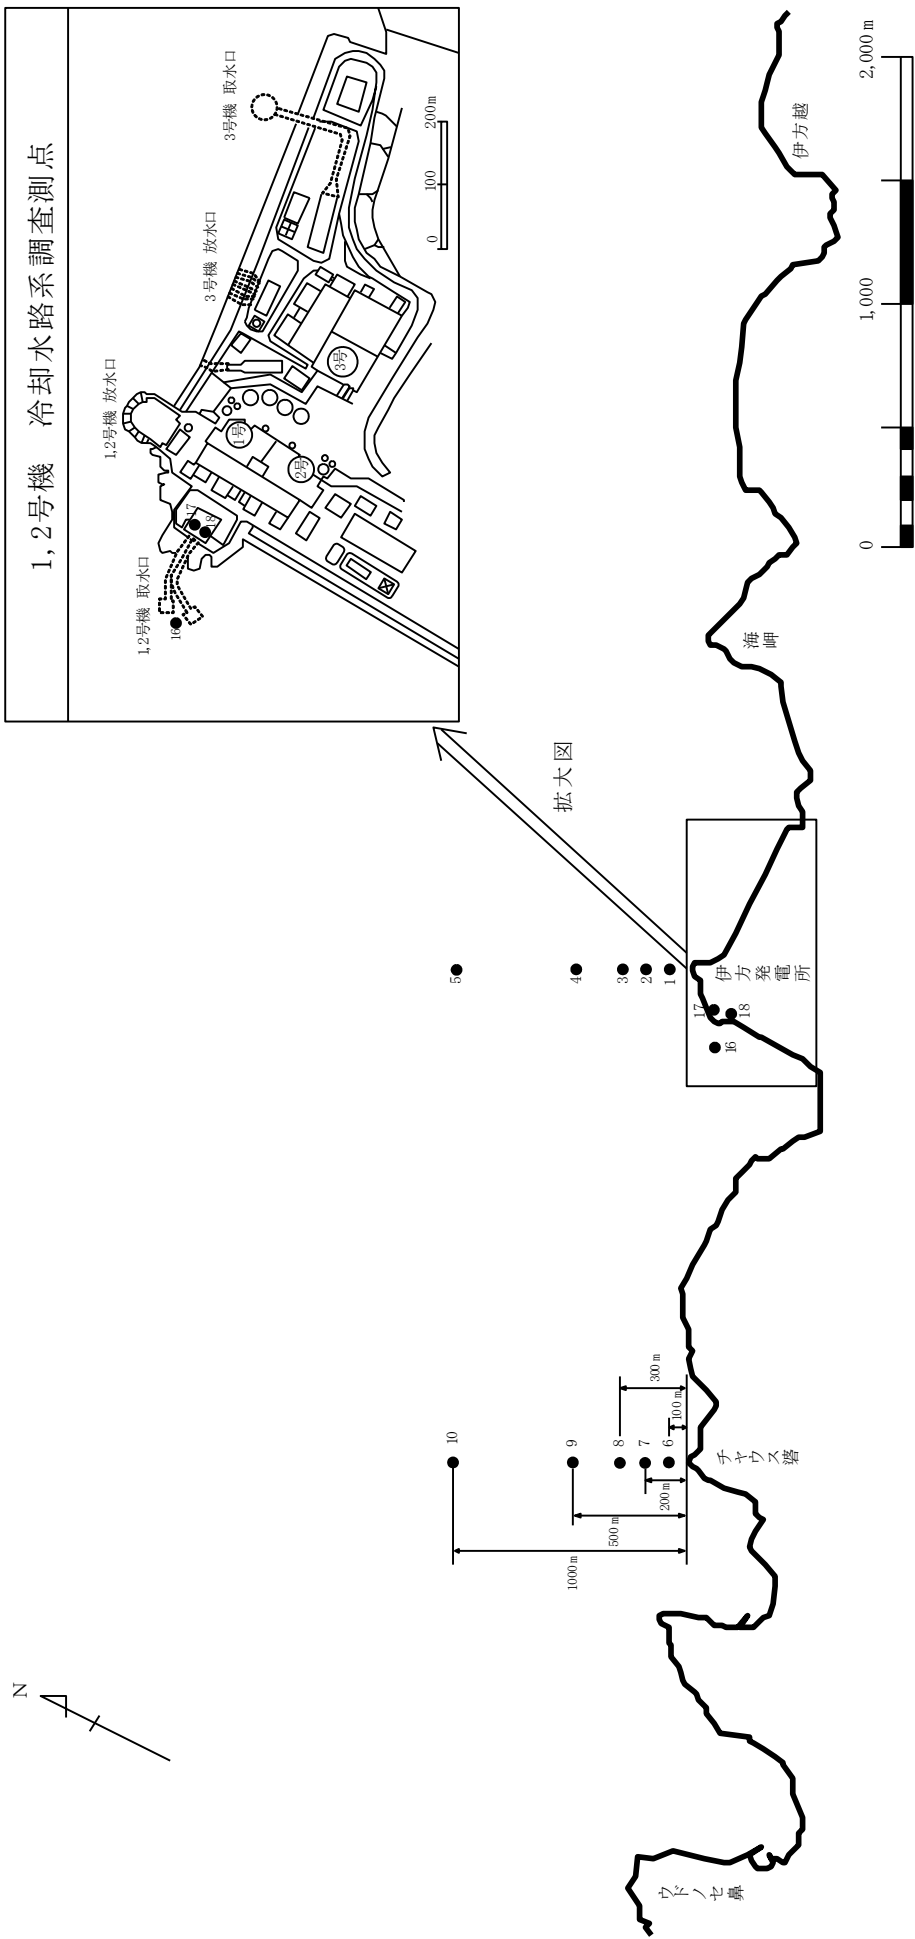 1,2号機 冷却水路系調査測点
3号機 取水口
3号機 放水口
1,2号機 放水口
1,2号機 取水口
16
17
18
1号
2号
3号
0
100
200m
N
拡大図
5
4
3
2
1
17
18
16
伊方発電所
10
9
8
7
6
1000m
500m
200m
100m
300m
ウドノセ鼻
チャウス碆
海岬
伊方越
0
1,000
2,000m